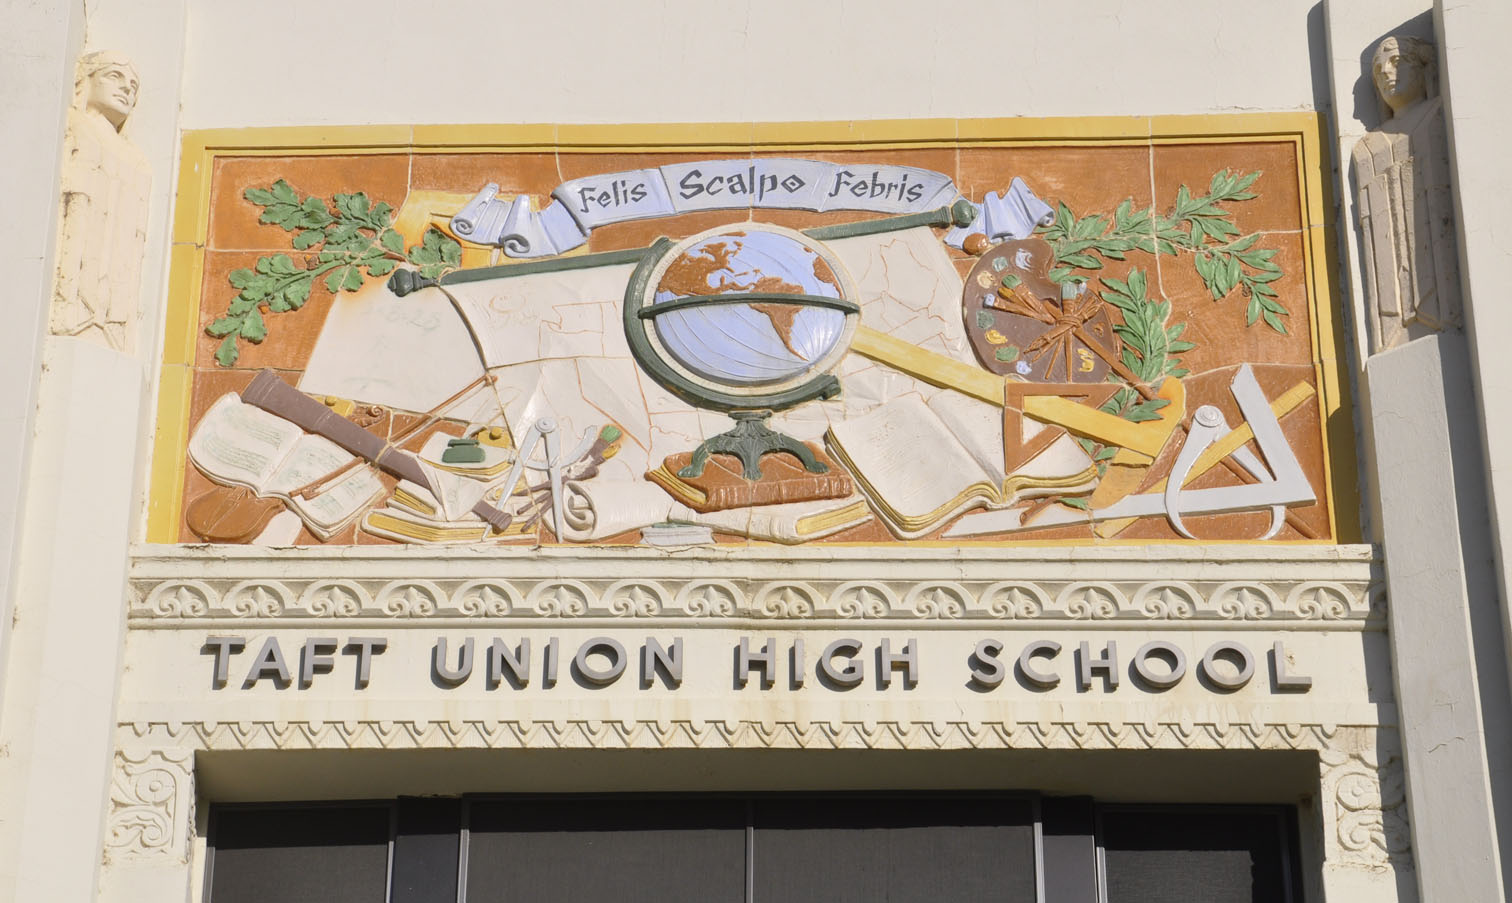 Felis Scalpo Febris
TAFT UNION HIGH SCHOOL